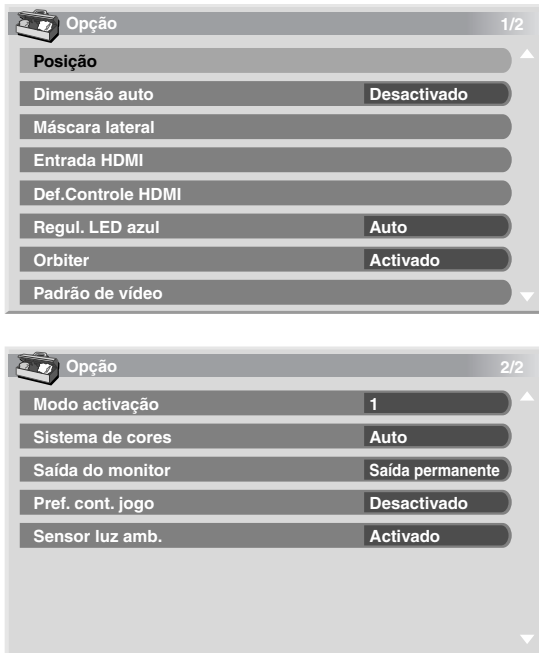 Opção 1/2
Posição
Dimensão auto Desactivado
Máscara lateral
Entrada HDMI
Def.Controle HDMI
Regul. LED azul Auto
Orbiter Activado
Padrão de vídeo
Opção 2/2
Modo activação 1
Sistema de cores Auto
Saída do monitor Saída permanente
Pref. cont. jogo Desactivado
Sensor luz amb. Activado